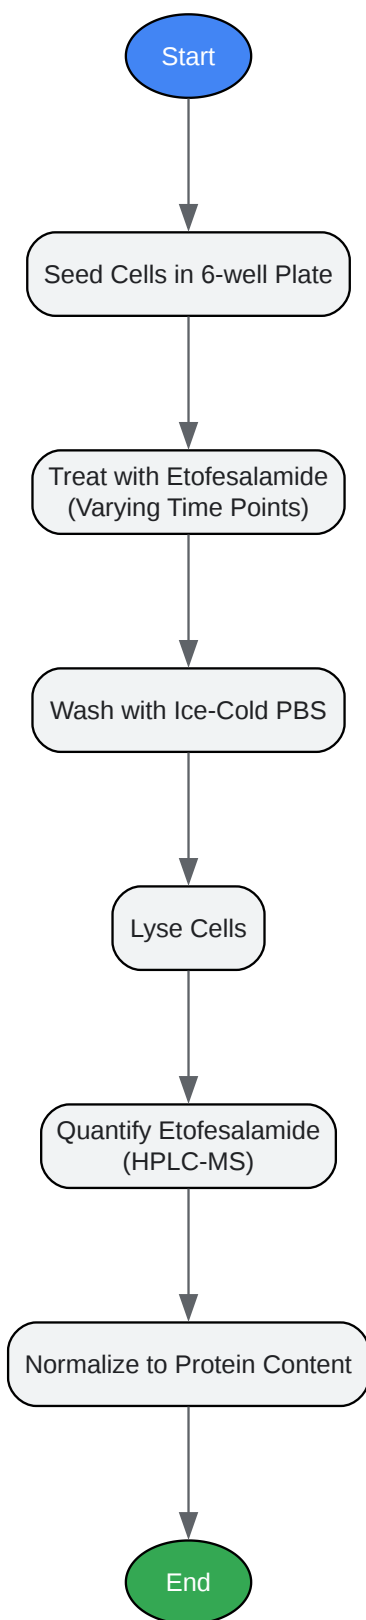 Start
Seed Cells in 6-well Plate
Treat with Etofesalamide
(Varying Time Points)
Wash with Ice-Cold PBS
Lyse Cells
Quantify Etofesalamide
(HPLC-MS)
Normalize to Protein Content
End